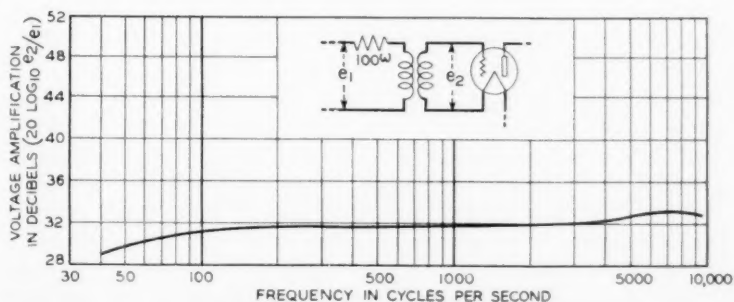 VOLTAGE AMPLIFICATION
IN DECIBELS (20 LOG10 e2/e1)
52
48
44
40
36
32
28
100ω
e1
e2
30
50
100
500
1000
5000
10,000
FREQUENCY IN CYCLES PER SECOND